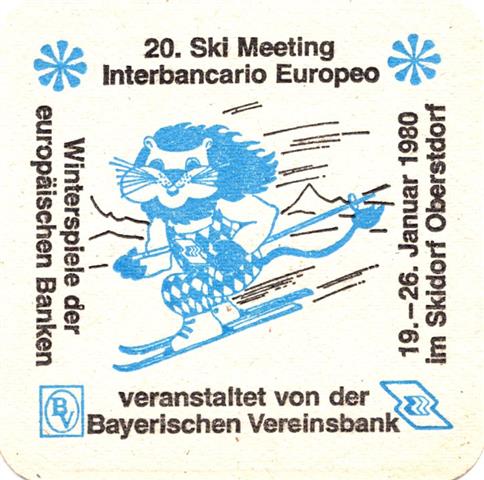 20. Ski Meeting
Interbancario Europeo
Winterspiele der
europäischen Banken
19.–26. Januar 1980
im Skidorf Oberstdorf
veranstaltet von der
Bayerischen Vereinsbank
BV